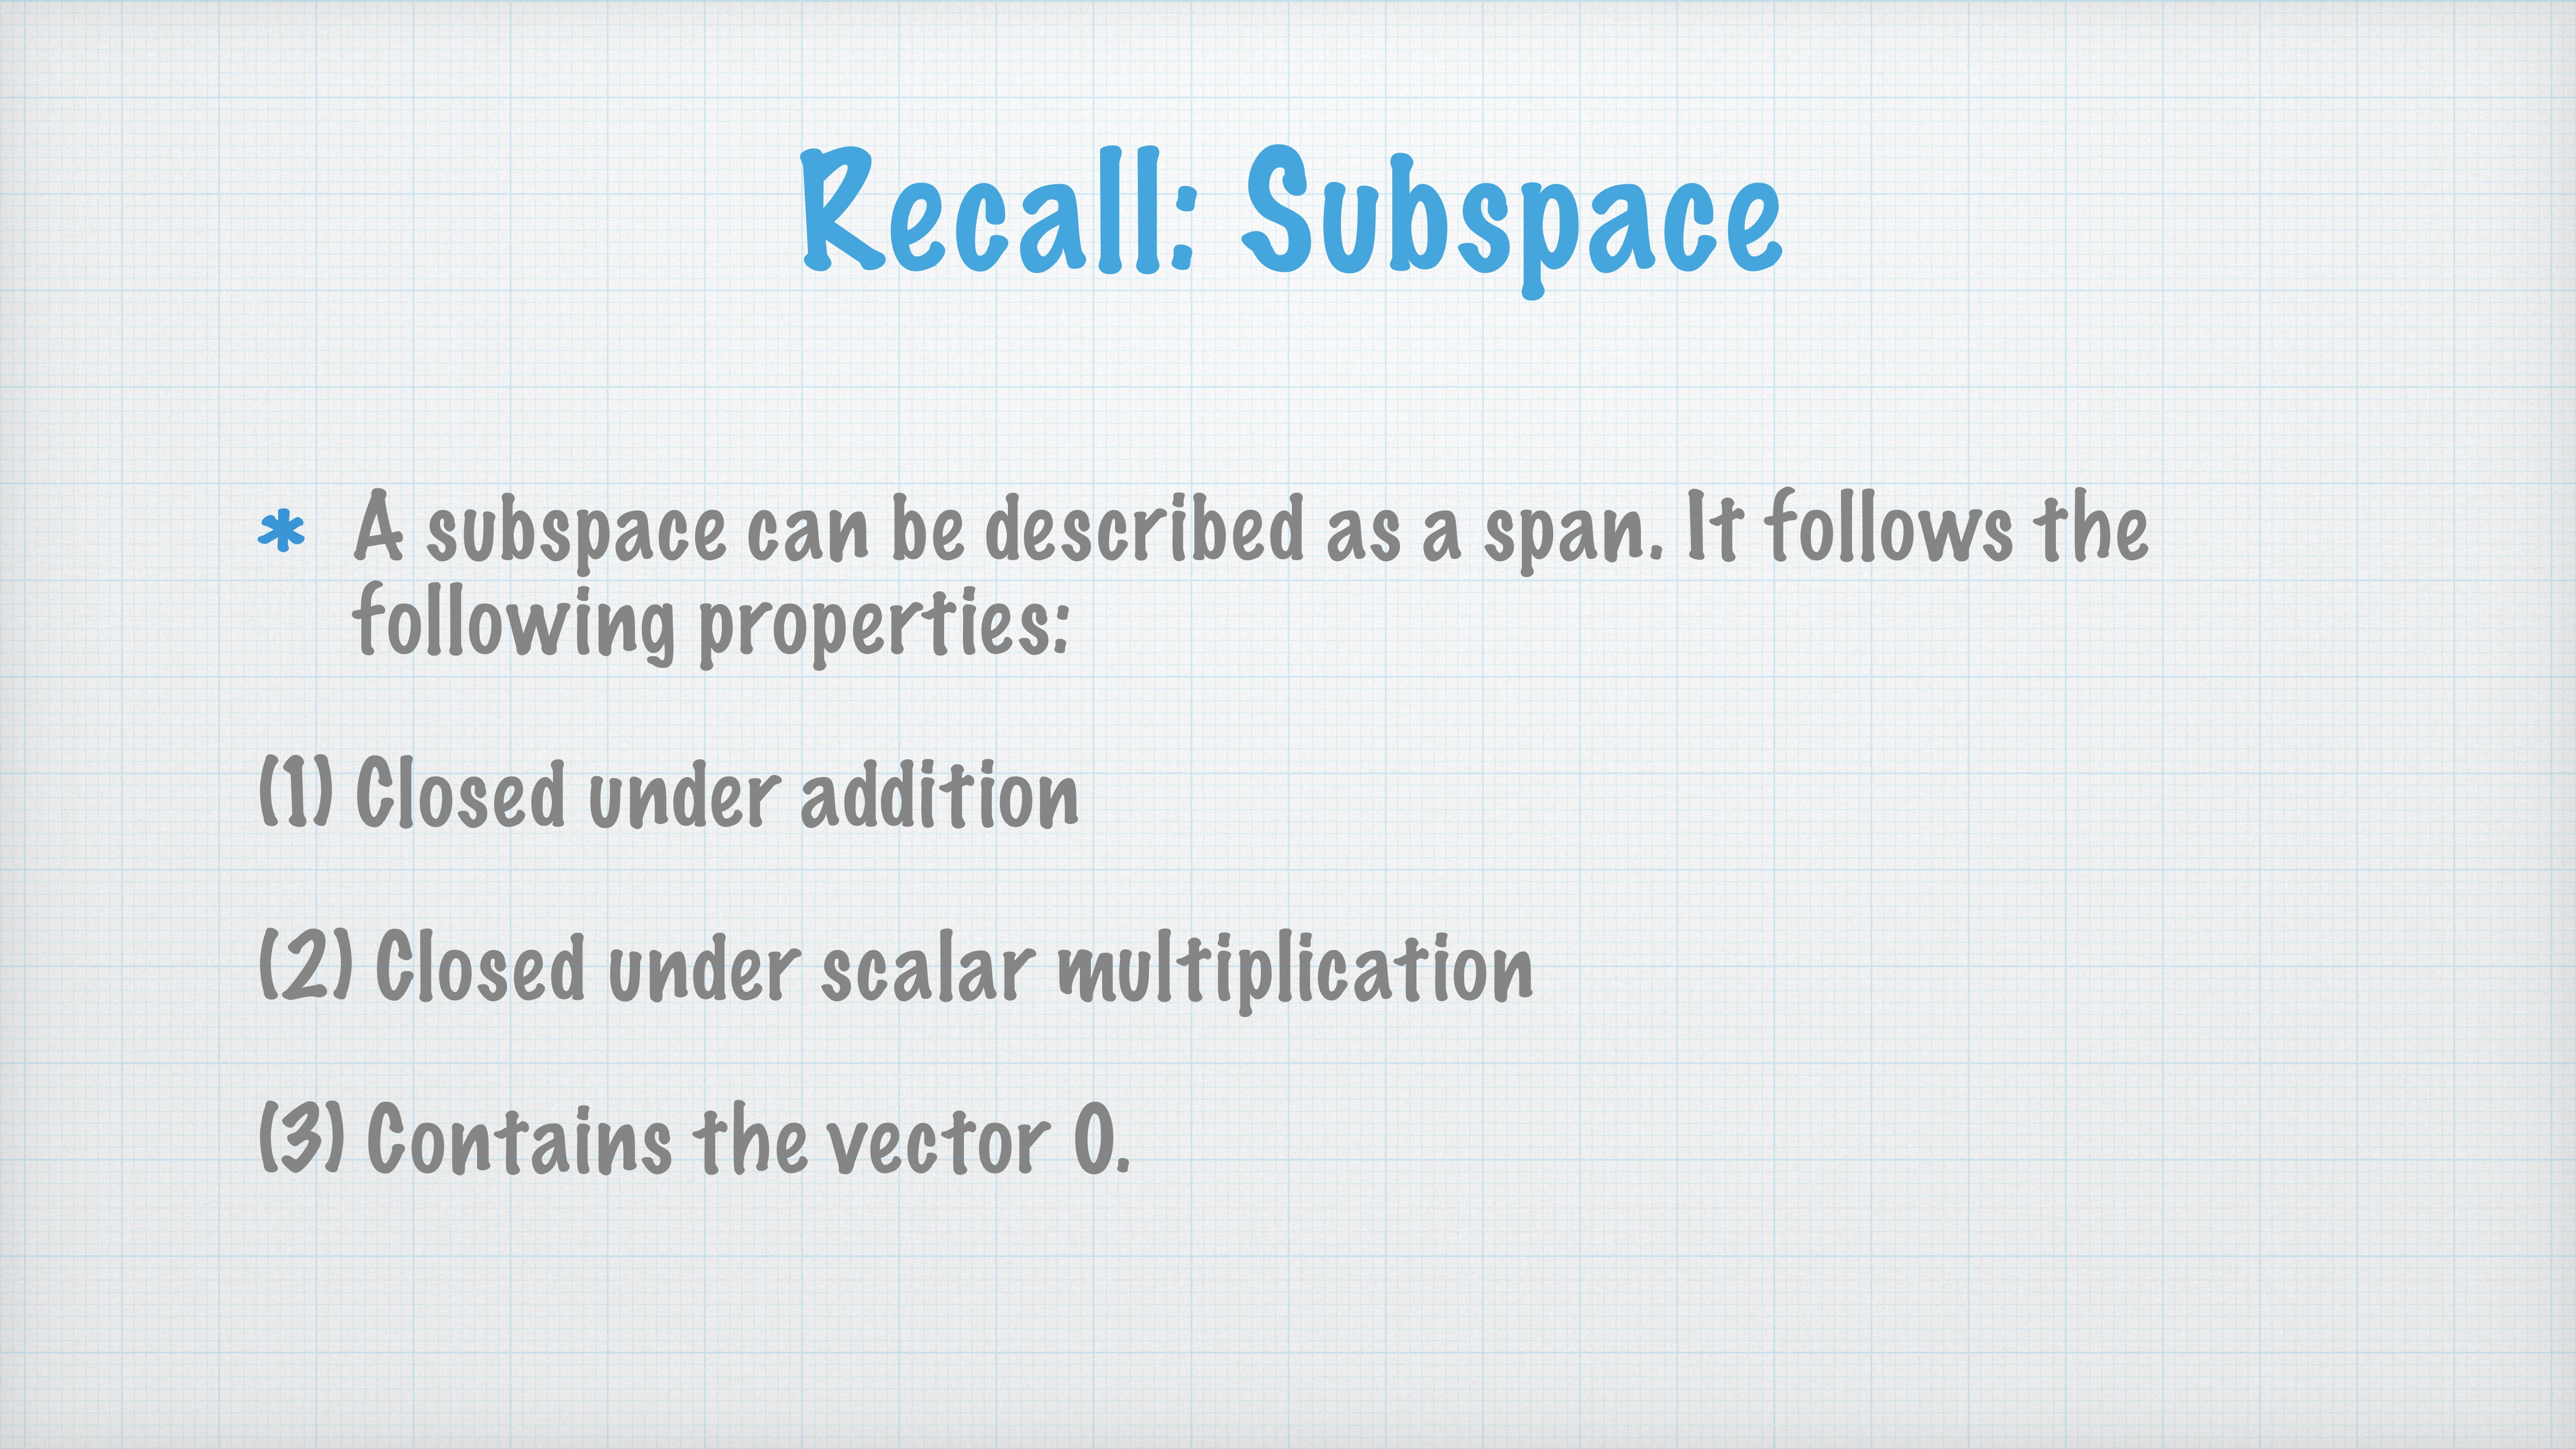 Recall: Subspace
* A subspace can be described as a span. It follows the
following properties:
(1) Closed under addition
(2) Closed under scalar multiplication
(3) Contains the vector 0.